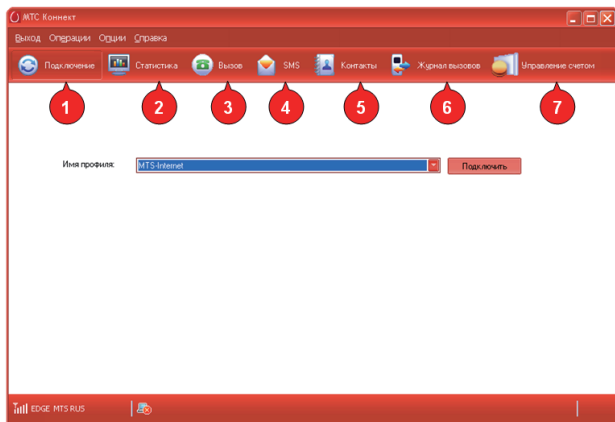 МТС Коннект
Выход Операции Опции Справка
Подключение Статистика Вызов SMS Контакты Журнал вызовов Управление счетом
1 2 3 4 5 6 7
Имя профиля: MTS-Internet Подключить
EDGE MTS RUS